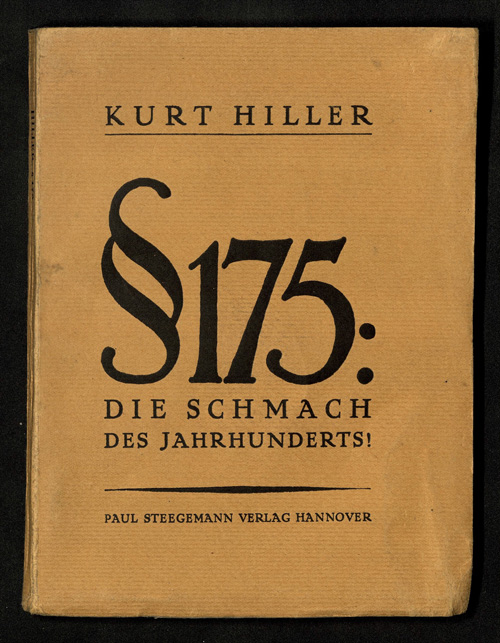 KURT HILLER
§175:
DIE SCHMACH
DES JAHRHUNDERTS!
PAUL STEEGEMANN VERLAG HANNOVER